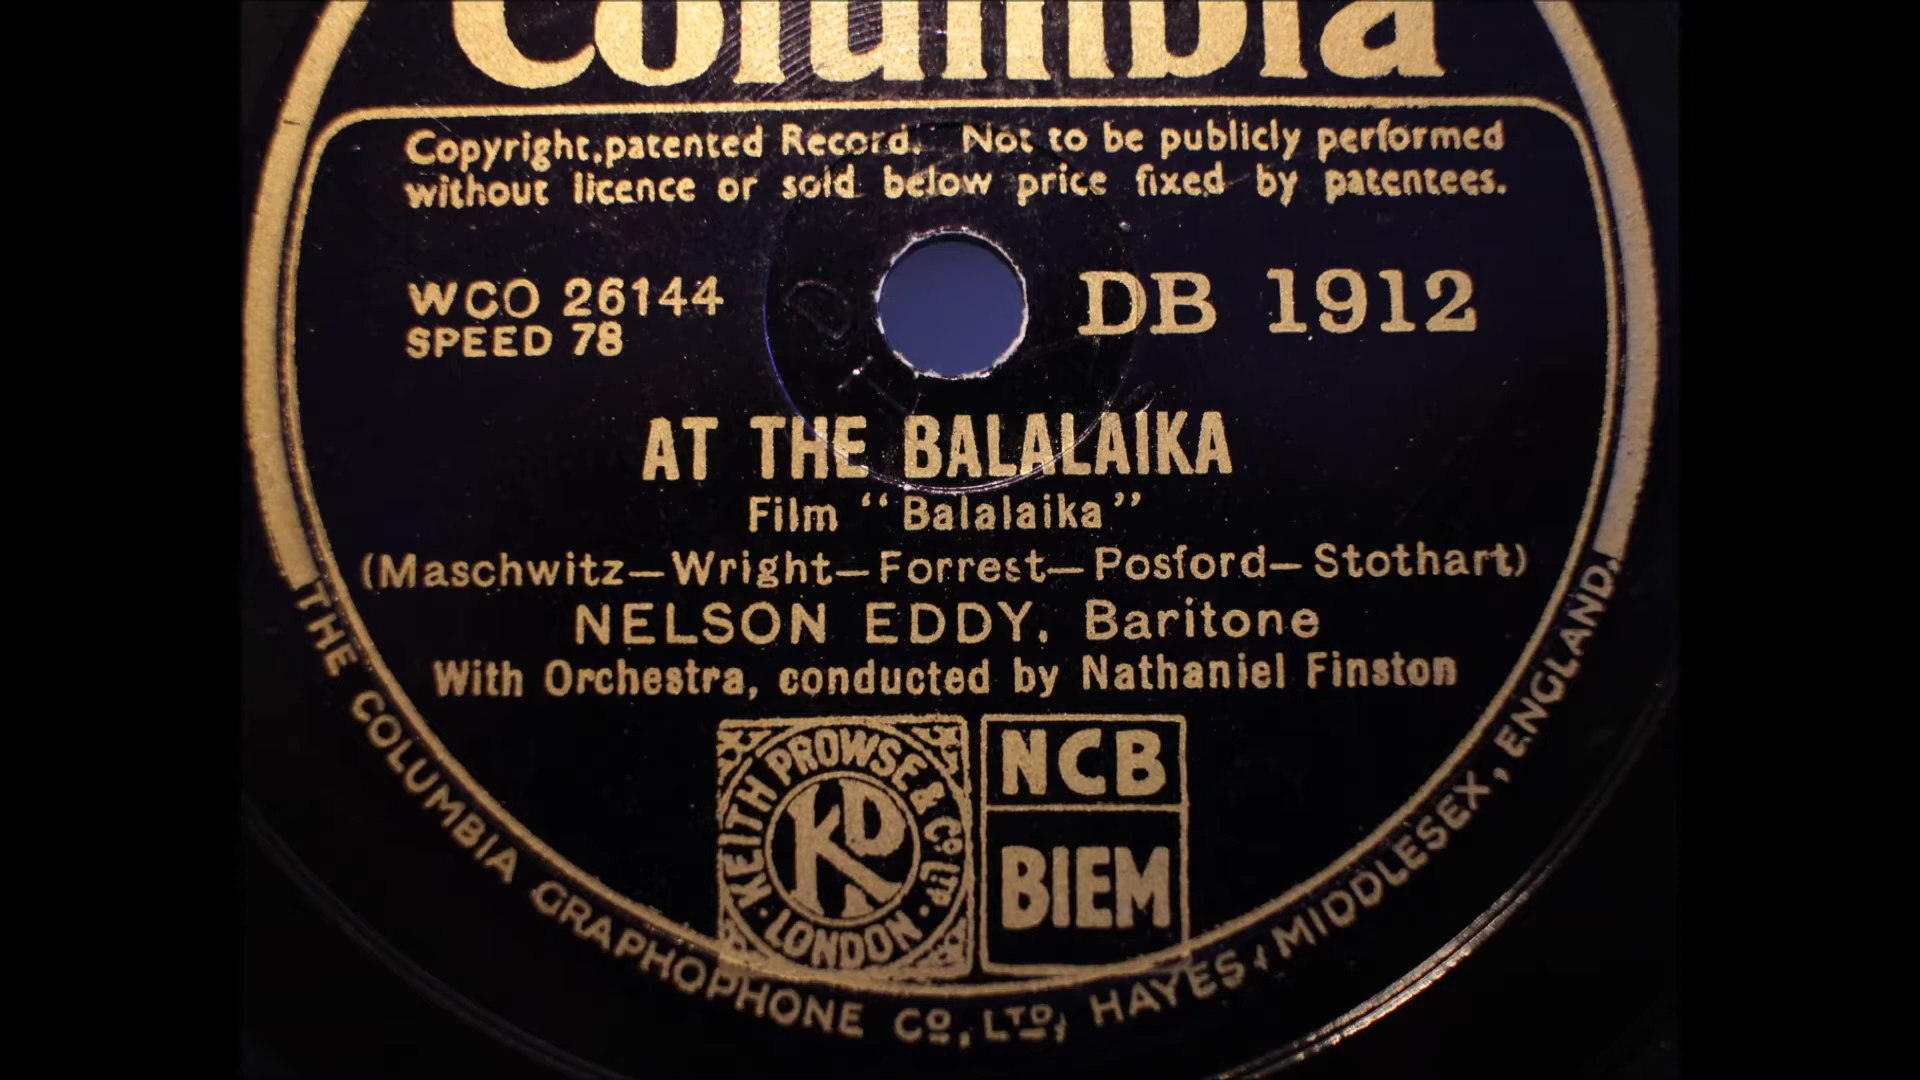 Columbia
Copyright, patented Record. Not to be publicly performed
without licence or sold below price fixed by patentees.
WCO 26144
SPEED 78
DB 1912
AT THE BALALAIKA
Film “Balalaika”
(Maschwitz—Wright—Forrest—Posford—Stothart)
NELSON EDDY. Baritone
With Orchestra, conducted by Nathaniel Finston
KEITH PROWSE & Co LTD.
KP
· LONDON ·
NCB
BIEM
THE COLUMBIA GRAPHOPHONE Co, LTD, HAYES, MIDDLESEX, ENGLAND.